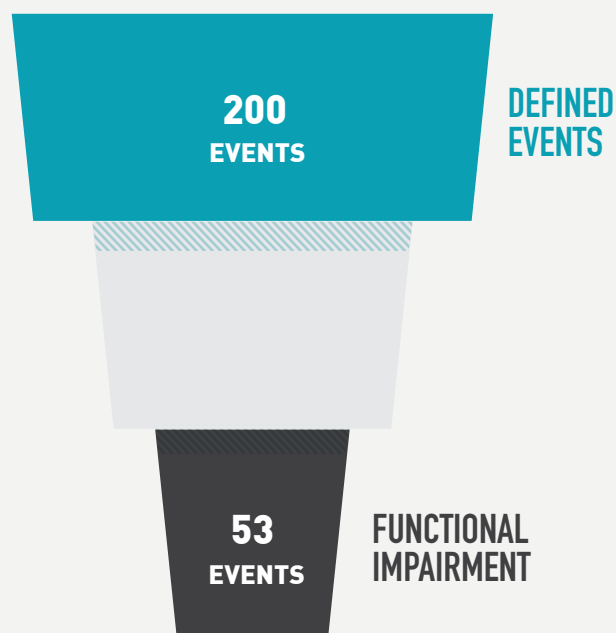 200
EVENTS
DEFINED
EVENTS
53
EVENTS
FUNCTIONAL
IMPAIRMENT